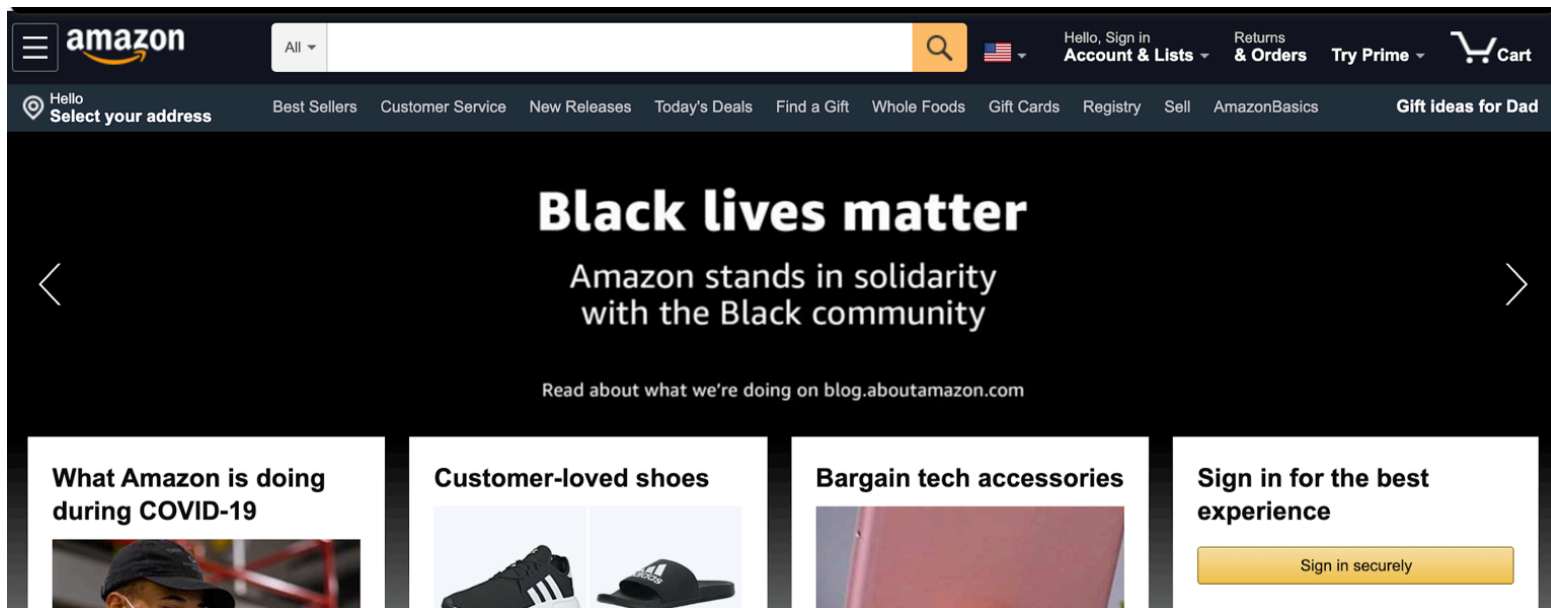 amazon
All
Hello, Sign in
Account & Lists
Returns
& Orders
Try Prime
Cart
Hello
Select your address
Best Sellers
Customer Service
New Releases
Today's Deals
Find a Gift
Whole Foods
Gift Cards
Registry
Sell
AmazonBasics
Gift ideas for Dad
Black lives matter
Amazon stands in solidarity
with the Black community
Read about what we're doing on blog.aboutamazon.com
What Amazon is doing
during COVID-19
Customer-loved shoes
adidas
Bargain tech accessories
Sign in for the best
experience
Sign in securely